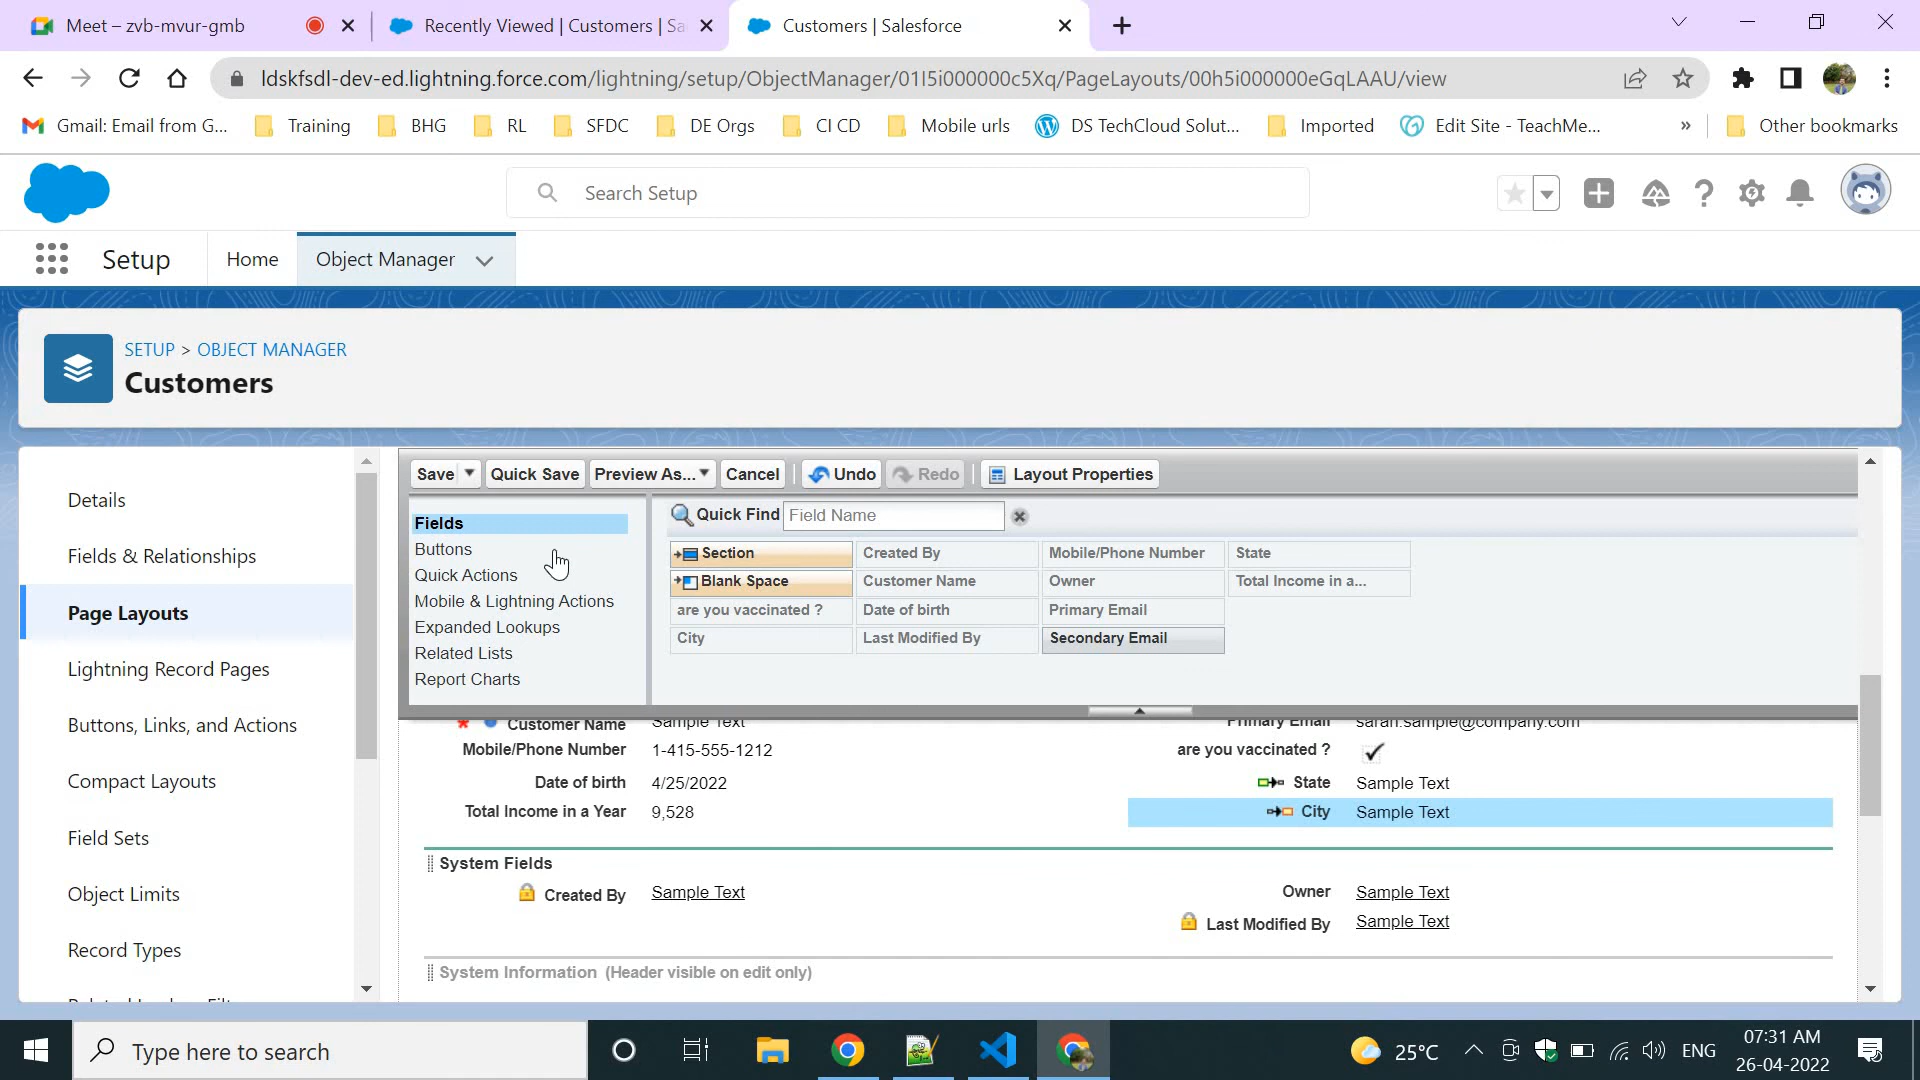 Meet – zvb-mvur-gmb
Recently Viewed | Customers | Sa
Customers | Salesforce
ldskfsdl-dev-ed.lightning.force.com/lightning/setup/ObjectManager/01I5i000000c5Xq/PageLayouts/00h5i000000eGqLAAU/view
Gmail: Email from G...
Training
BHG
RL
SFDC
DE Orgs
CI CD
Mobile urls
DS TechCloud Solut...
Imported
Edit Site - TeachMe...
»
Other bookmarks
Search Setup
Setup
Home
Object Manager
SETUP > OBJECT MANAGER
Customers
Details
Fields & Relationships
Page Layouts
Lightning Record Pages
Buttons, Links, and Actions
Compact Layouts
Field Sets
Object Limits
Record Types
Save
Quick Save
Preview As...
Cancel
Undo
Redo
Layout Properties
Fields
Buttons
Quick Actions
Mobile & Lightning Actions
Expanded Lookups
Related Lists
Report Charts
Quick Find
Field Name
Section
Created By
Mobile/Phone Number
State
Blank Space
Customer Name
Owner
Total Income in a...
are you vaccinated ?
Date of birth
Primary Email
City
Last Modified By
Secondary Email
Customer Name
Sample Text
Primary Email
sarah.sample@company.com
Mobile/Phone Number
1-415-555-1212
are you vaccinated ?
Date of birth
4/25/2022
State
Sample Text
Total Income in a Year
9,528
City
Sample Text
System Fields
Created By
Sample Text
Owner
Sample Text
Last Modified By
Sample Text
System Information (Header visible on edit only)
Type here to search
25°C
ENG
07:31 AM
26-04-2022